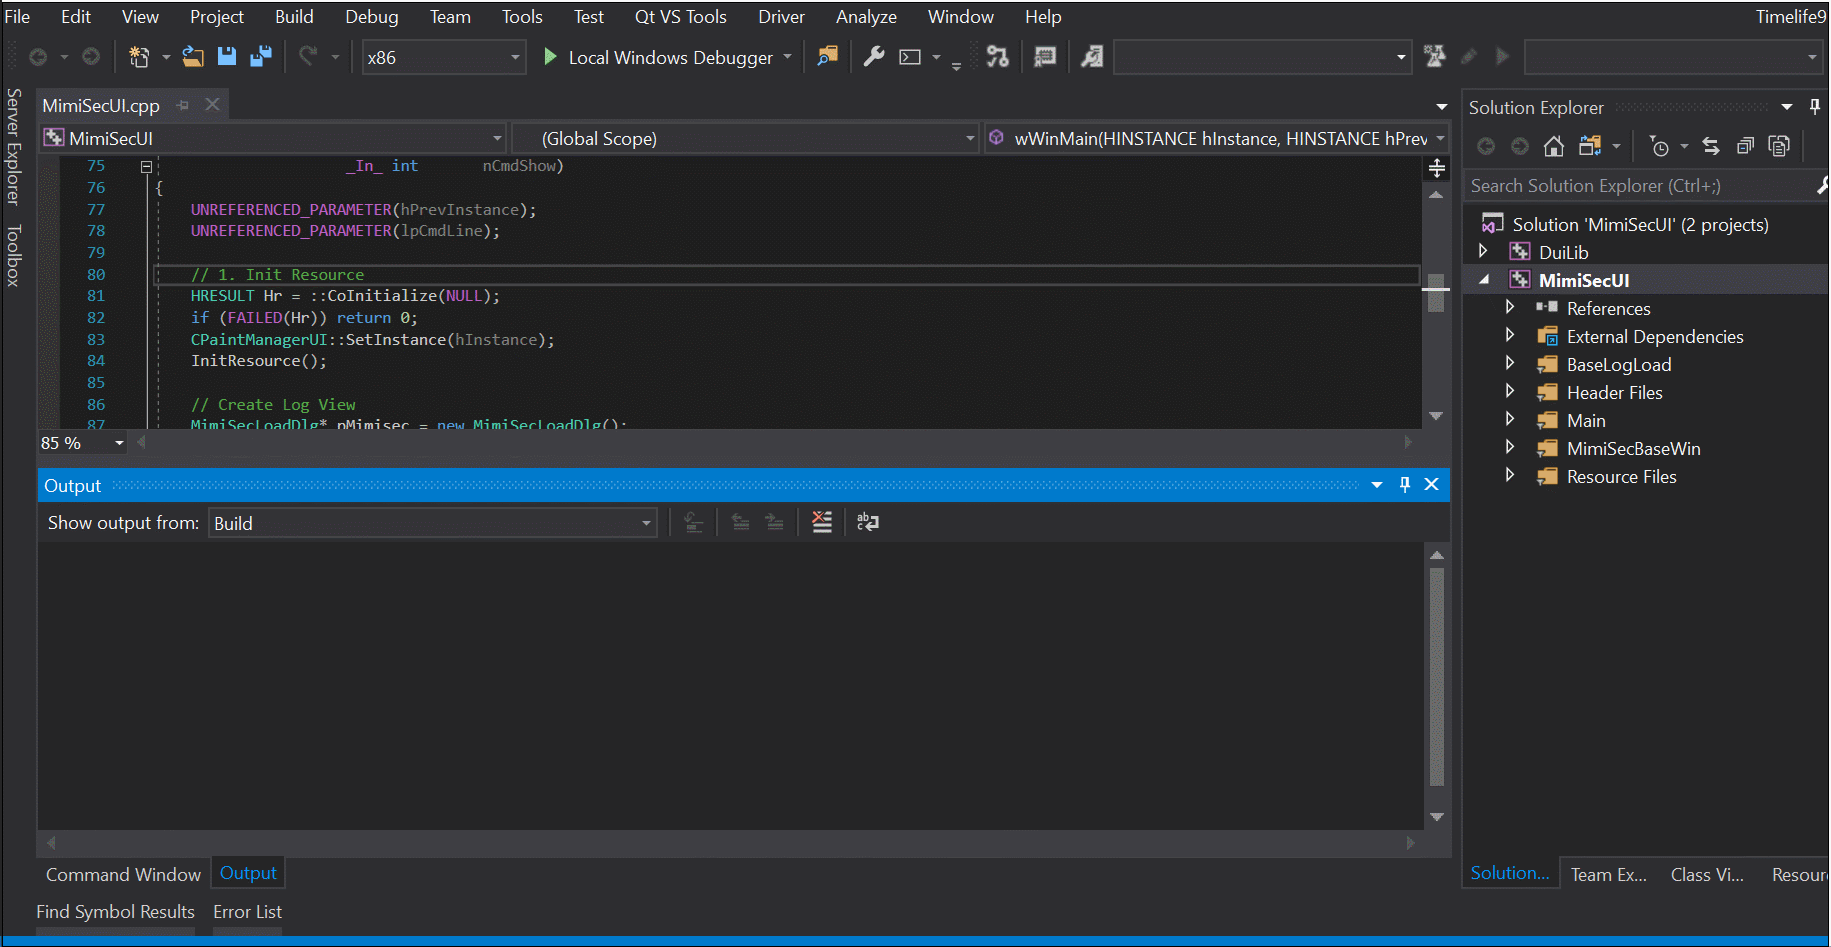 File Edit View Project Build Debug Team Tools Test Qt VS Tools Driver Analyze Window Help Timelife9
x86 Local Windows Debugger
Server Explorer
Toolbox
MimiSecUI.cpp
MimiSecUI (Global Scope) wWinMain(HINSTANCE hInstance, HINSTANCE hPrev
75 _In_ int nCmdShow)
76 {
77 UNREFERENCED_PARAMETER(hPrevInstance);
78 UNREFERENCED_PARAMETER(lpCmdLine);
79
80 // 1. Init Resource
81 HRESULT Hr = ::CoInitialize(NULL);
82 if (FAILED(Hr)) return 0;
83 CPaintManagerUI::SetInstance(hInstance);
84 InitResource();
85
86 // Create Log View
87 MimiSecLoadDlg* pMimisec = new MimiSecLoadDlg();
85 %
Output
Show output from: Build
ab
c
Command Window Output
Find Symbol Results Error List
Solution Explorer
Search Solution Explorer (Ctrl+;)
Solution 'MimiSecUI' (2 projects)
DuiLib
MimiSecUI
References
External Dependencies
BaseLogLoad
Header Files
Main
MimiSecBaseWin
Resource Files
Solution... Team Ex... Class Vi... Resour